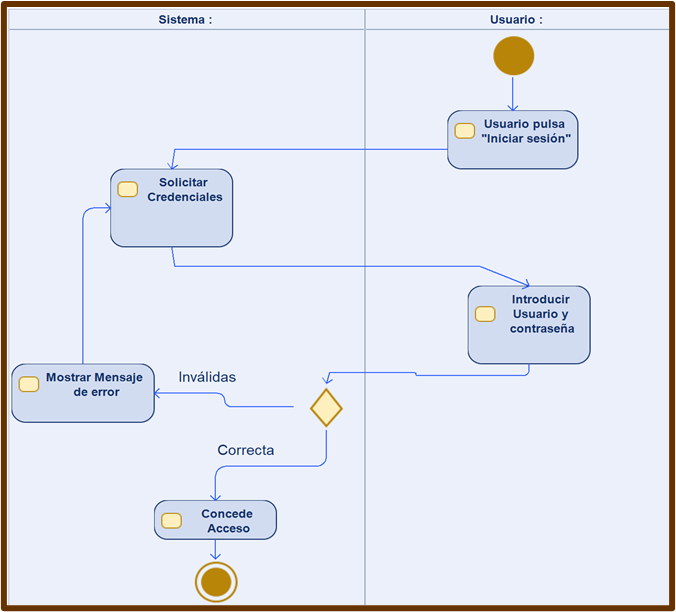 Sistema :
Usuario :
Usuario pulsa
"Iniciar sesión"
Solicitar
Credenciales
Introducir
Usuario y
contraseña
Mostrar Mensaje
de error
Inválidas
Correcta
Concede
Acceso